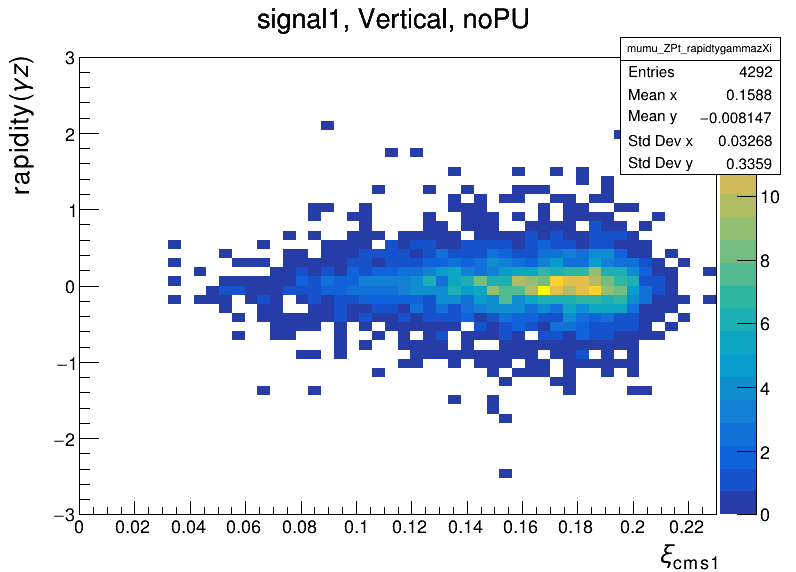 signal1, Vertical, noPU
mumu_ZPt_rapidtygammazXi
Entries 4292
Mean x 0.1588
Mean y −0.008147
Std Dev x 0.03268
Std Dev y 0.3359
rapidity(γz)
3
2
1
0
−1
−2
−3
10
8
6
4
2
0
0 0.02 0.04 0.06 0.08 0.1 0.12 0.14 0.16 0.18 0.2 0.22
ξcms1